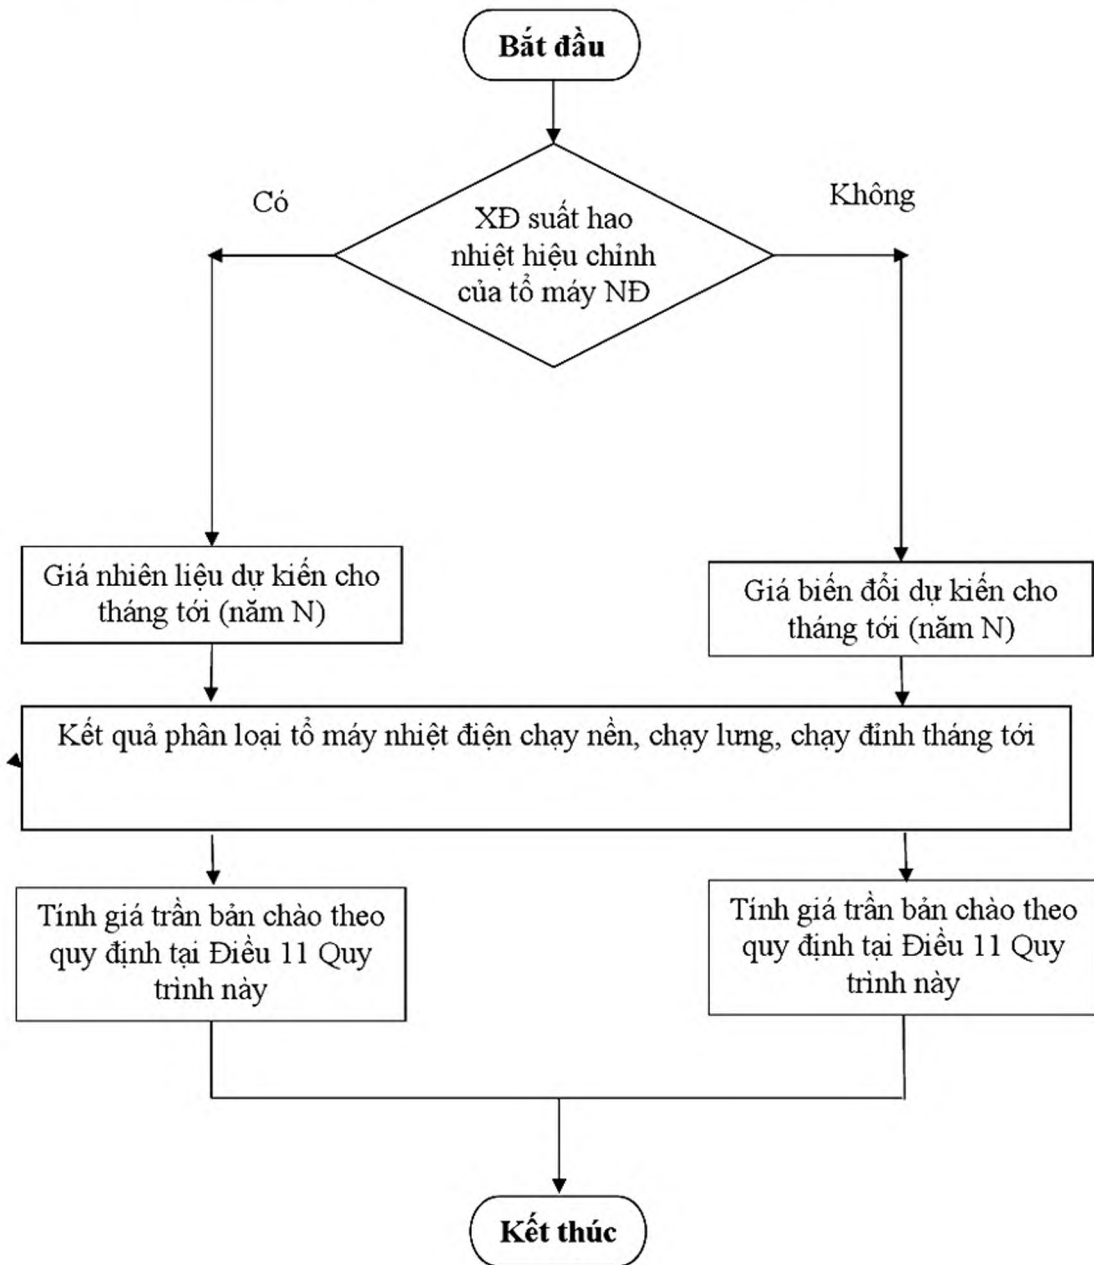 Bắt đầu
Có
Không
XĐ suất hao
nhiệt hiệu chỉnh
của tổ máy NĐ
Giá nhiên liệu dự kiến cho
tháng tới (năm N)
Giá biến đổi dự kiến cho
tháng tới (năm N)
Kết quả phân loại tổ máy nhiệt điện chạy nền, chạy lưng, chạy đỉnh tháng tới
Tính giá trần bản chào theo
quy định tại Điều 11 Quy
trình này
Tính giá trần bản chào theo
quy định tại Điều 11 Quy
trình này
Kết thúc